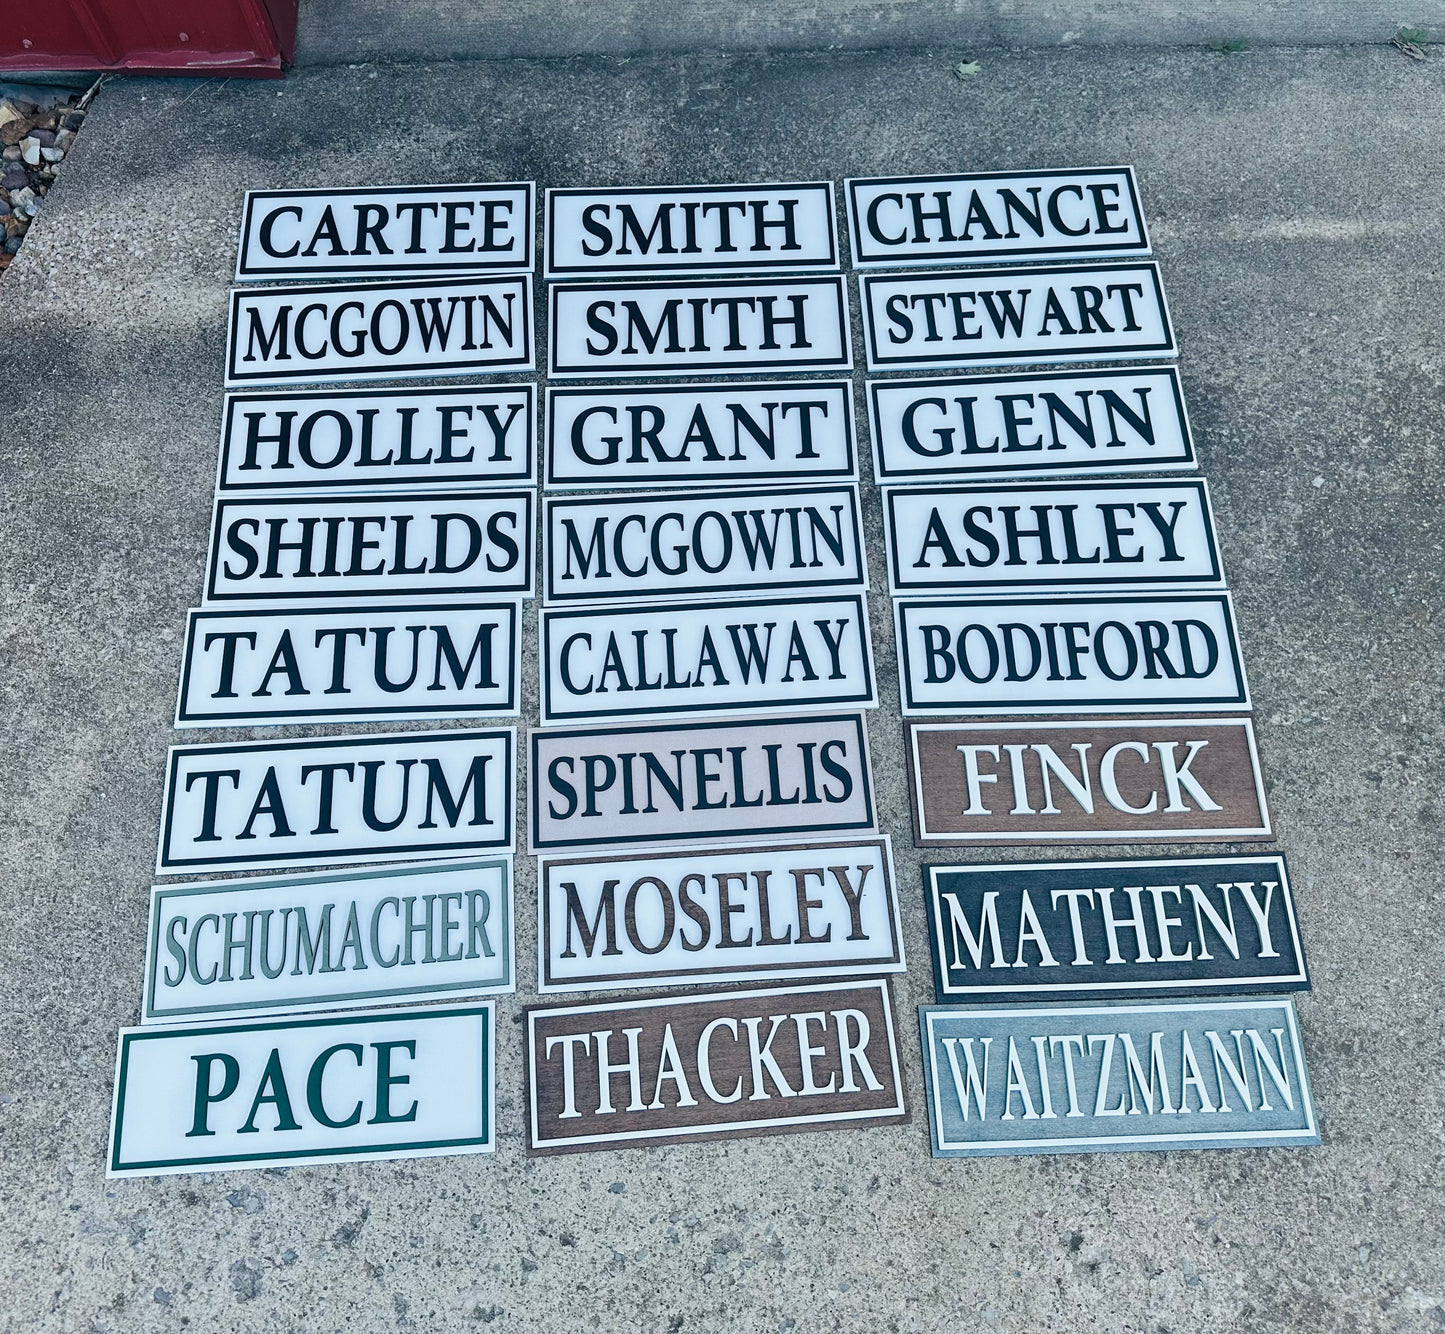 CARTEE
SMITH
CHANCE
MCGOWIN
SMITH
STEWART
HOLLEY
GRANT
GLENN
SHIELDS
MCGOWIN
ASHLEY
TATUM
CALLAWAY
BODIFORD
TATUM
SPINELLIS
FINCK
SCHUMACHER
MOSELEY
MATHENY
PACE
THACKER
WAITZMANN